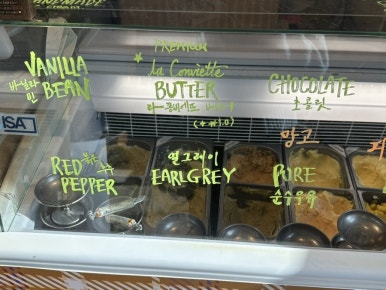 PREMIUM
VANILLA
바닐라
빈 BEAN
La Conviette
BUTTER
CHOCOLATE
초콜릿
망고
RED
PEPPER
얼그레이
EARLGREY
PURE
순수우유
ISA